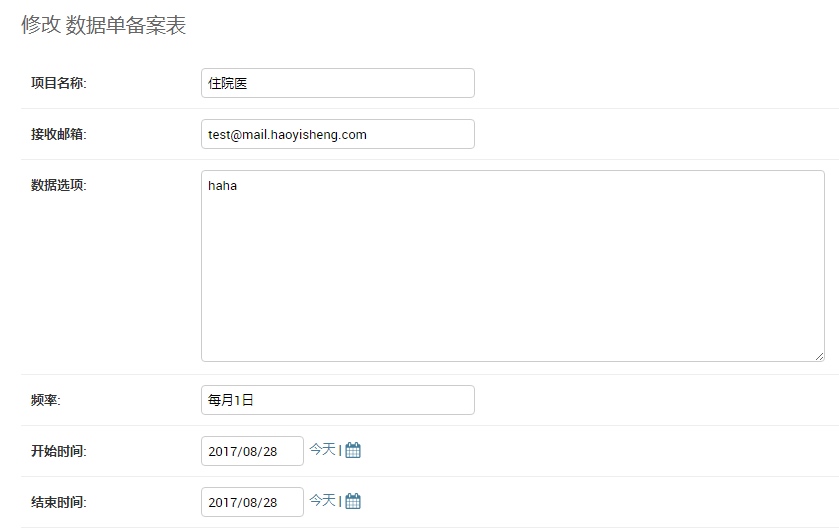 修改 数据单备案表
项目名称: 住院医
接收邮箱: test@mail.haoyisheng.com
数据选项: haha
频率: 每月1日
开始时间: 2017/08/28 今天 |
结束时间: 2017/08/28 今天 |